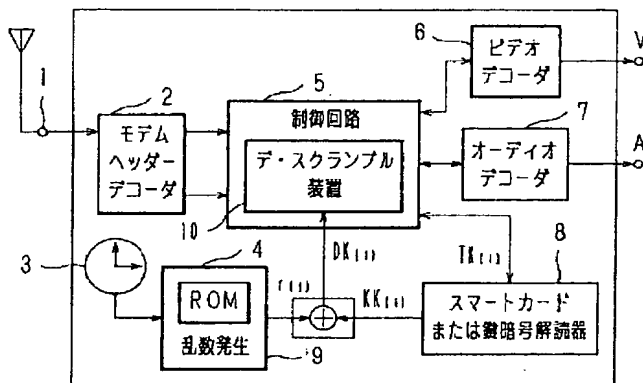 1
2
モデム
ヘッダー
デコーダ
5
制御回路
デ・スクランブル
装置
10
6
ビデオ
デコーダ
V
7
オーディオ
デコーダ
A
3
4
ROM
乱数発生
9
r(i)
DK(i)
KK(i)
TK(i)
8
スマートカード
または鍵暗号解読器